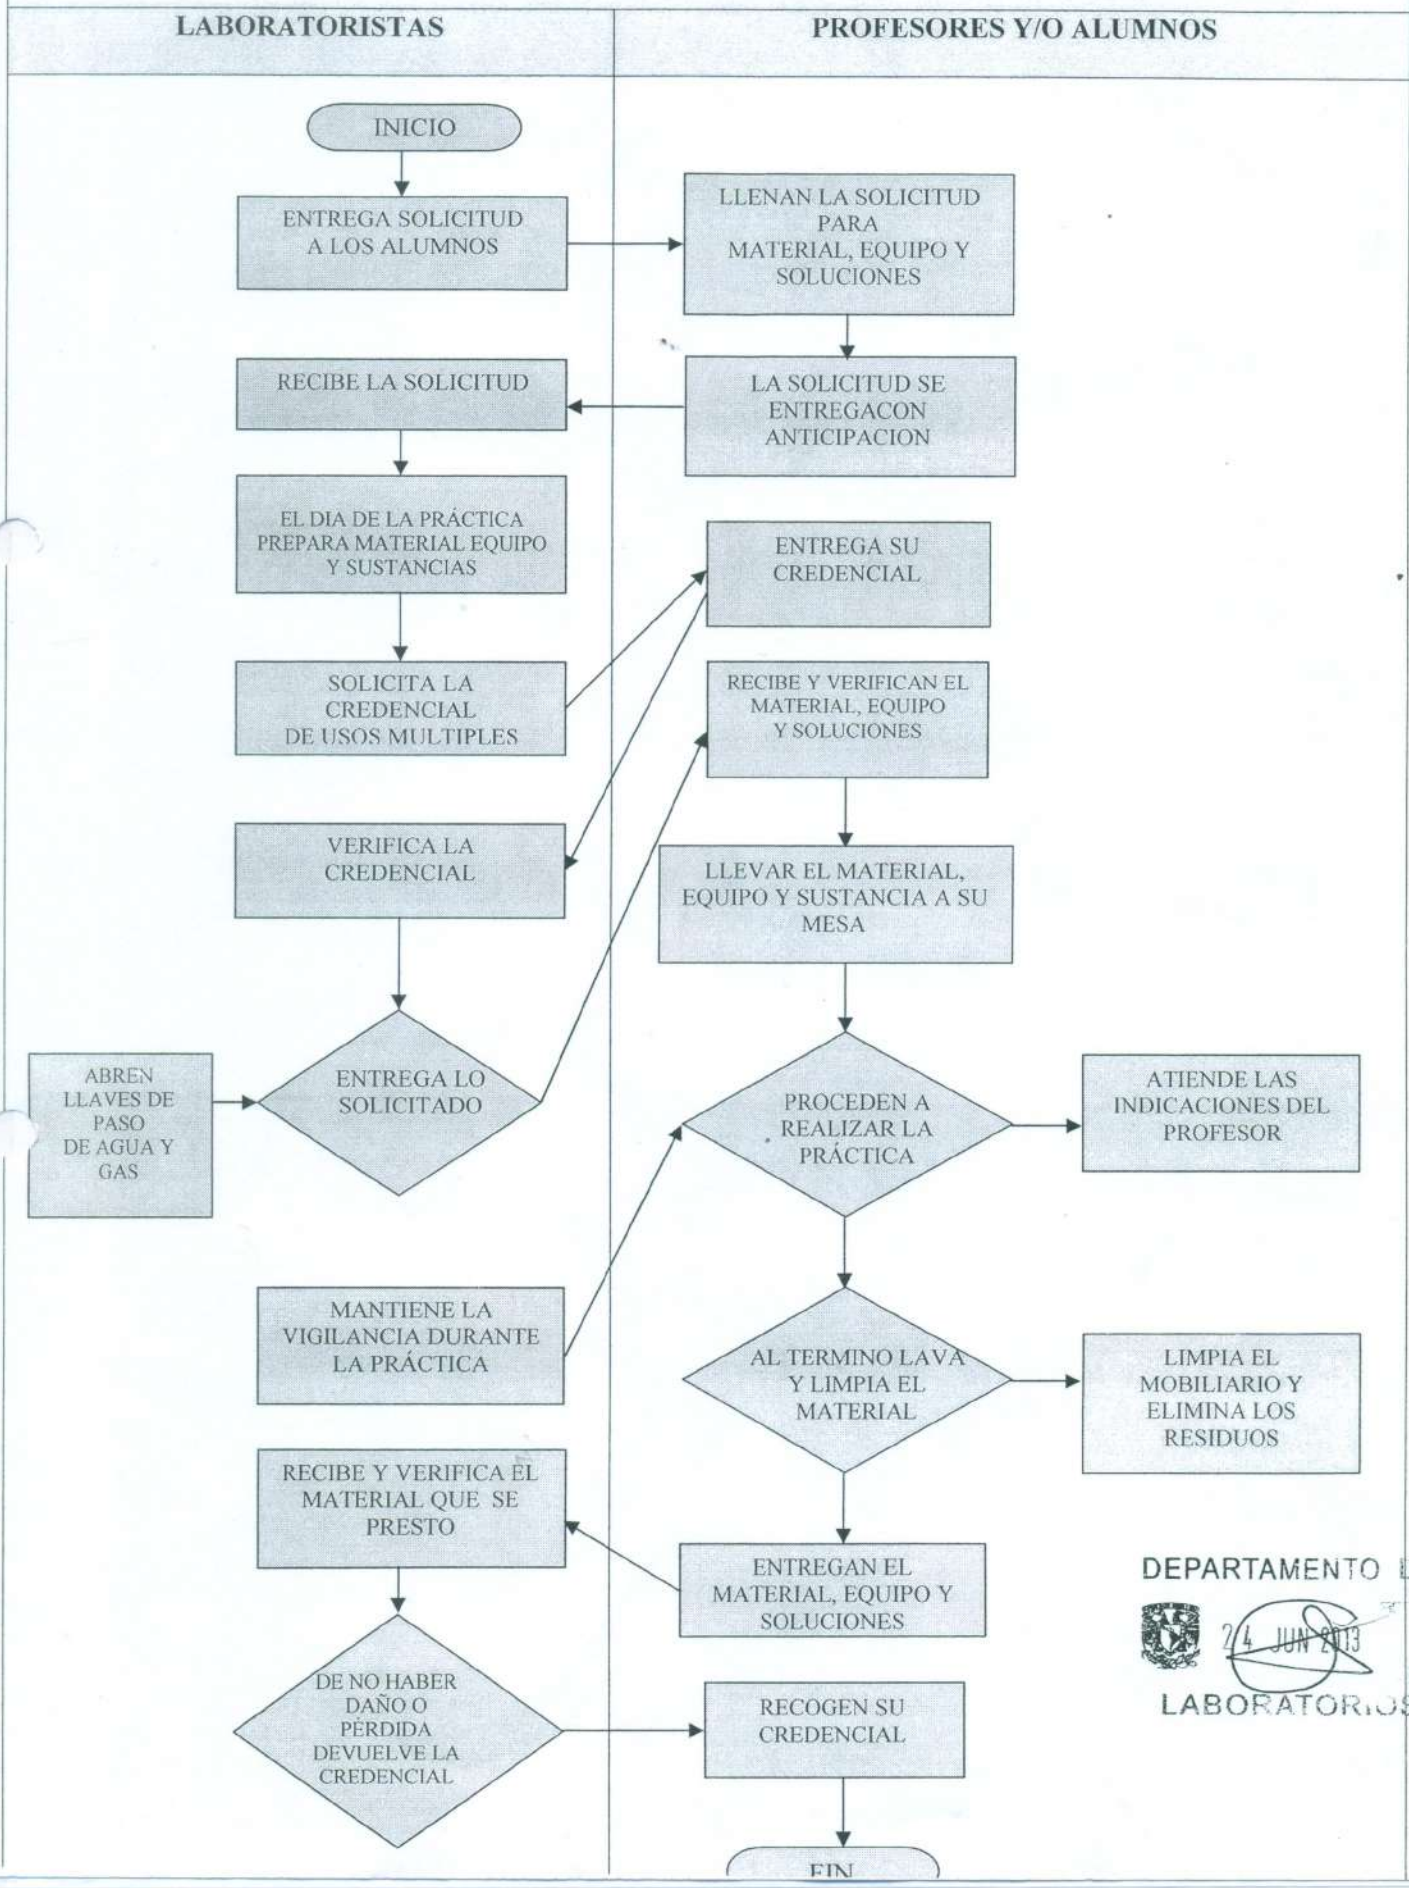 LABORATORISTAS
PROFESORES Y/O ALUMNOS
INICIO
ENTREGA SOLICITUD
A LOS ALUMNOS
LLENAN LA SOLICITUD
PARA
MATERIAL, EQUIPO Y
SOLUCIONES
RECIBE LA SOLICITUD
LA SOLICITUD SE
ENTREGACON
ANTICIPACION
EL DIA DE LA PRÁCTICA
PREPARA MATERIAL EQUIPO
Y SUSTANCIAS
ENTREGA SU
CREDENCIAL
SOLICITA LA
CREDENCIAL
DE USOS MULTIPLES
RECIBE Y VERIFICAN EL
MATERIAL, EQUIPO
Y SOLUCIONES
VERIFICA LA
CREDENCIAL
LLEVAR EL MATERIAL,
EQUIPO Y SUSTANCIA A SU
MESA
ABREN
LLAVES DE
PASO
DE AGUA Y
GAS
ENTREGA LO
SOLICITADO
PROCEDEN A
REALIZAR LA
PRÁCTICA
ATIENDE LAS
INDICACIONES DEL
PROFESOR
MANTIENE LA
VIGILANCIA DURANTE
LA PRÁCTICA
AL TERMINO LAVA
Y LIMPIA EL
MATERIAL
LIMPIA EL
MOBILIARIO Y
ELIMINA LOS
RESIDUOS
RECIBE Y VERIFICA EL
MATERIAL QUE SE
PRESTO
ENTREGAN EL
MATERIAL, EQUIPO Y
SOLUCIONES
DE NO HABER
DAÑO O
PÉRDIDA
DEVUELVE LA
CREDENCIAL
RECOGEN SU
CREDENCIAL
DEPARTAMENTO
24 JUN 2013
LABORATORIOS
FIN